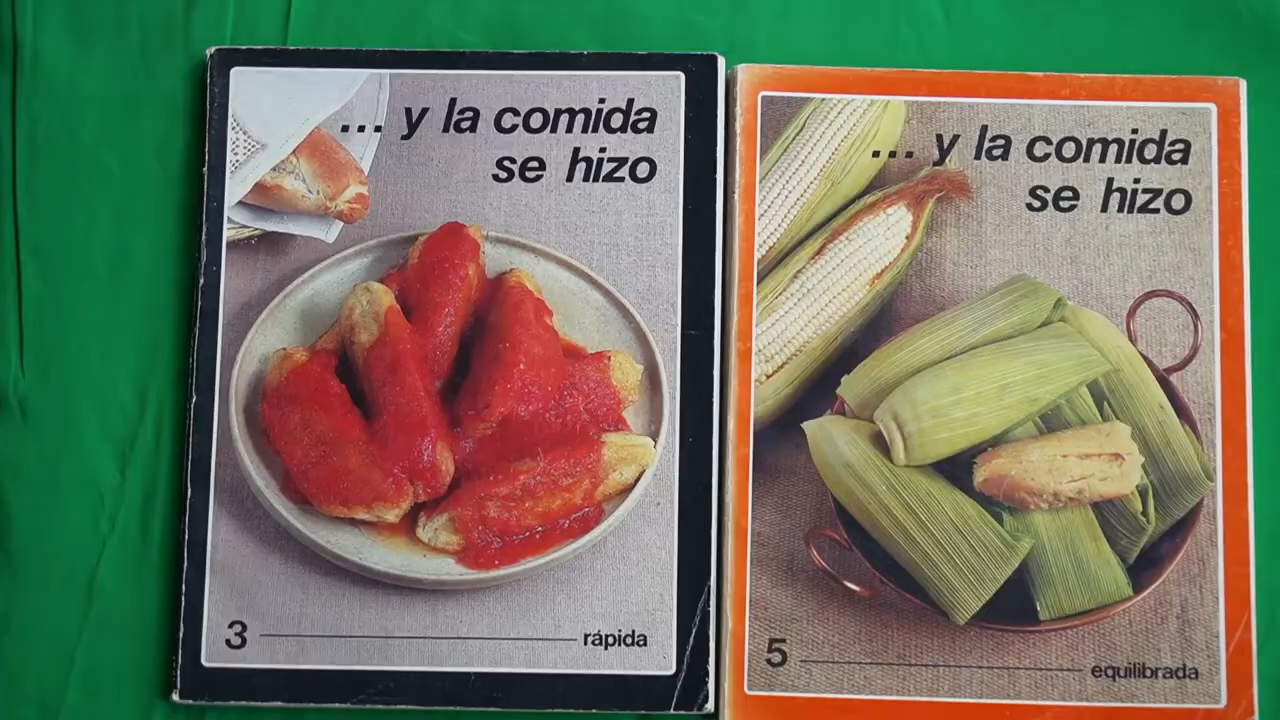 ... y la comida
se hizo
3 rápida
... y la comida
se hizo
5 equilibrada